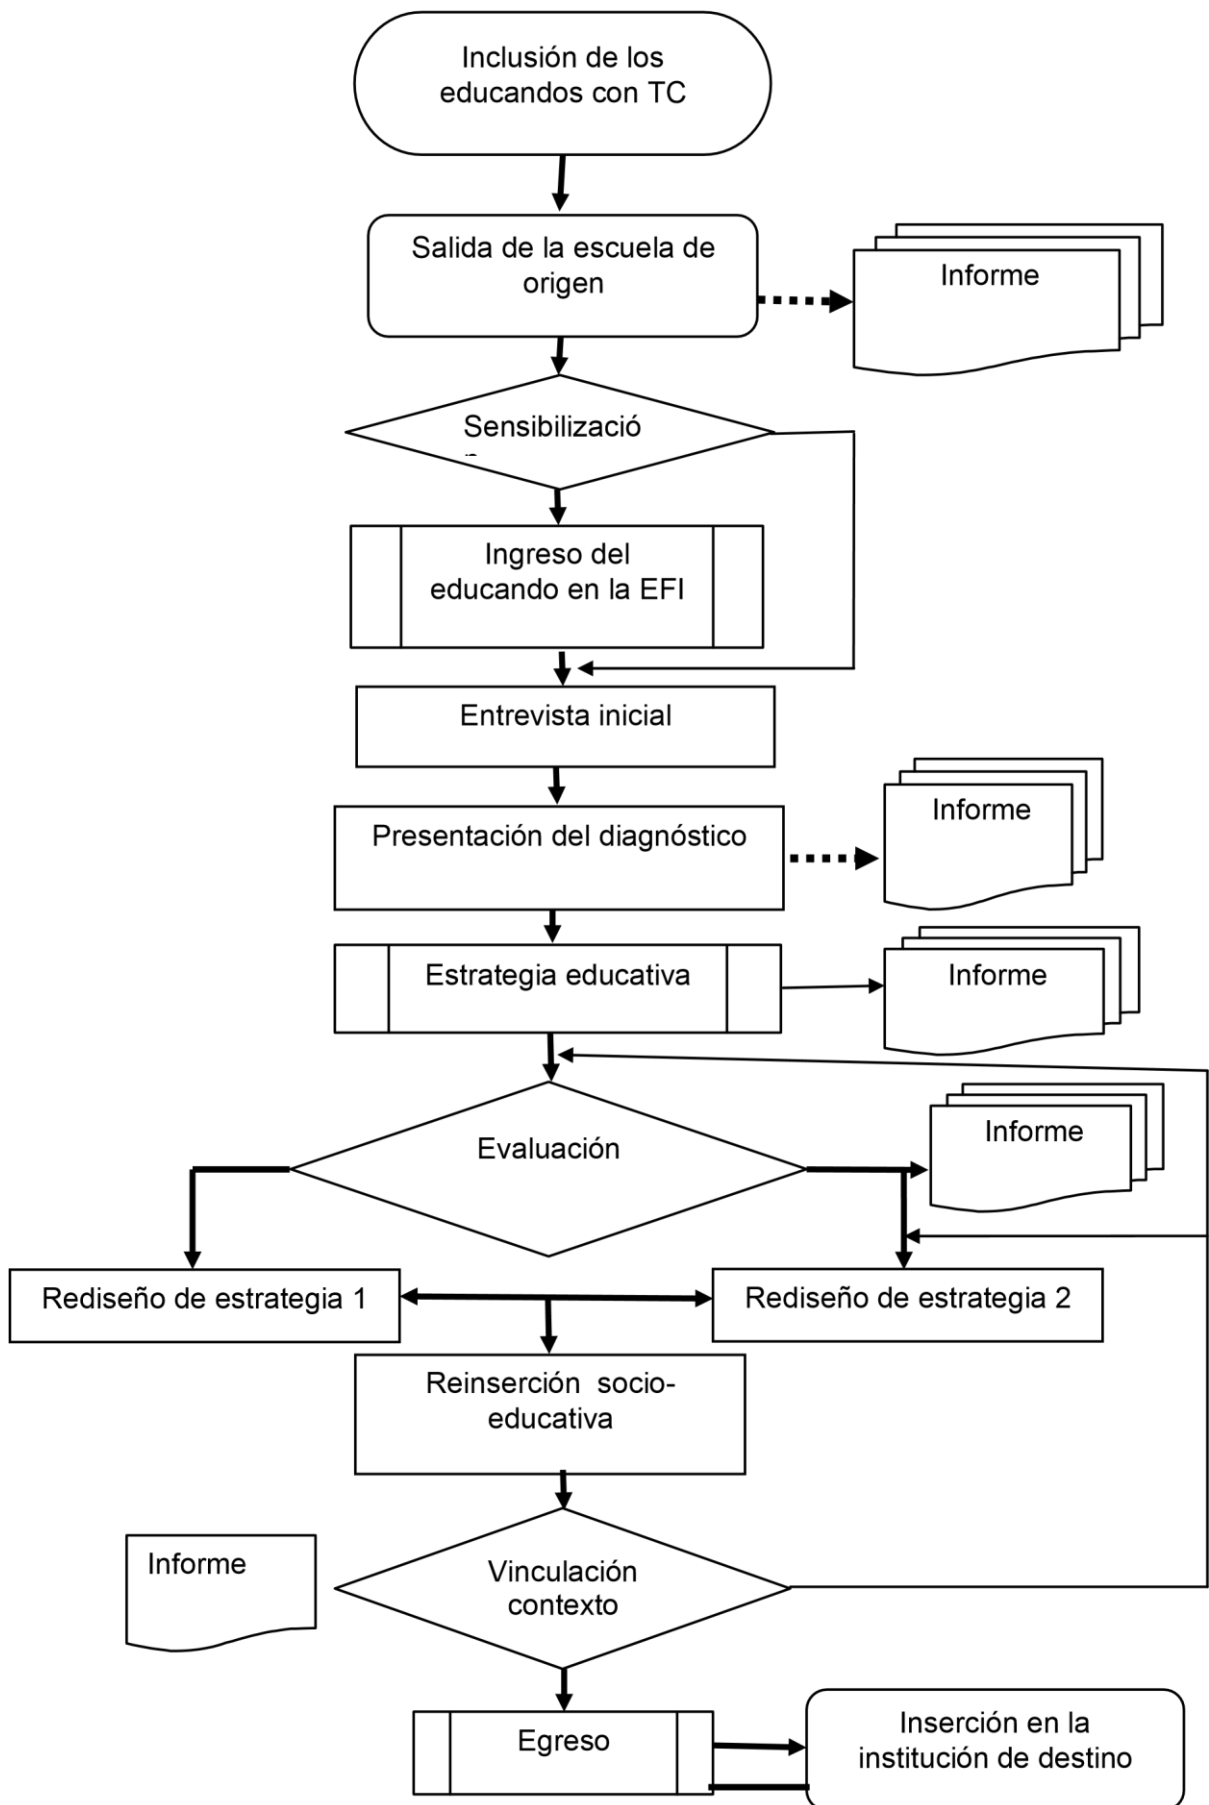 Inclusión de los
educandos con TC
Salida de la escuela de
origen
Informe
Sensibilizació
Ingreso del
educando en la EFI
Entrevista inicial
Presentación del diagnóstico
Informe
Estrategia educativa
Informe
Evaluación
Informe
Rediseño de estrategia 1
Rediseño de estrategia 2
Reinserción socio-
educativa
Informe
Vinculación
contexto
Egreso
Inserción en la
institución de destino